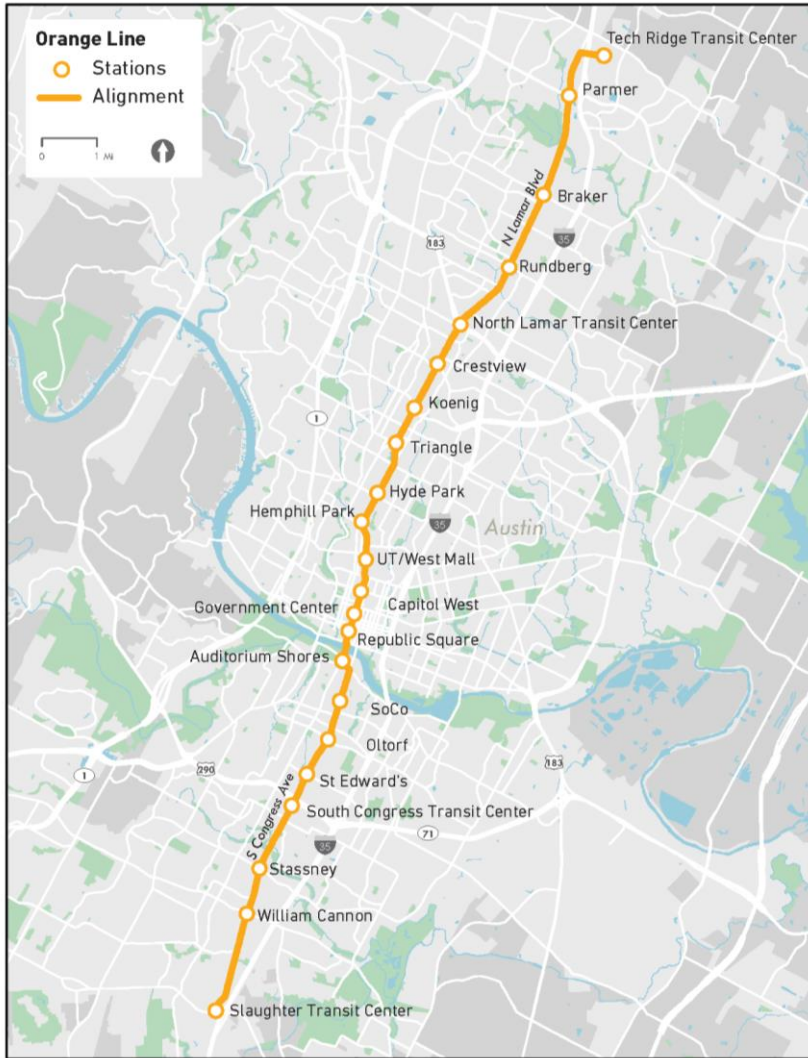 Orange Line
Stations
Alignment
0 1 Mi
Tech Ridge Transit Center
Parmer
N Lamar Blvd
Braker
183
35
Rundberg
North Lamar Transit Center
Crestview
Koenig
1
Triangle
Hyde Park
Hemphill Park
35
Austin
UT/West Mall
Government Center
Capitol West
Republic Square
Auditorium Shores
SoCo
Oltorf
1
290
183
St Edward's
S Congress Ave
South Congress Transit Center
71
35
Stassney
William Cannon
Slaughter Transit Center